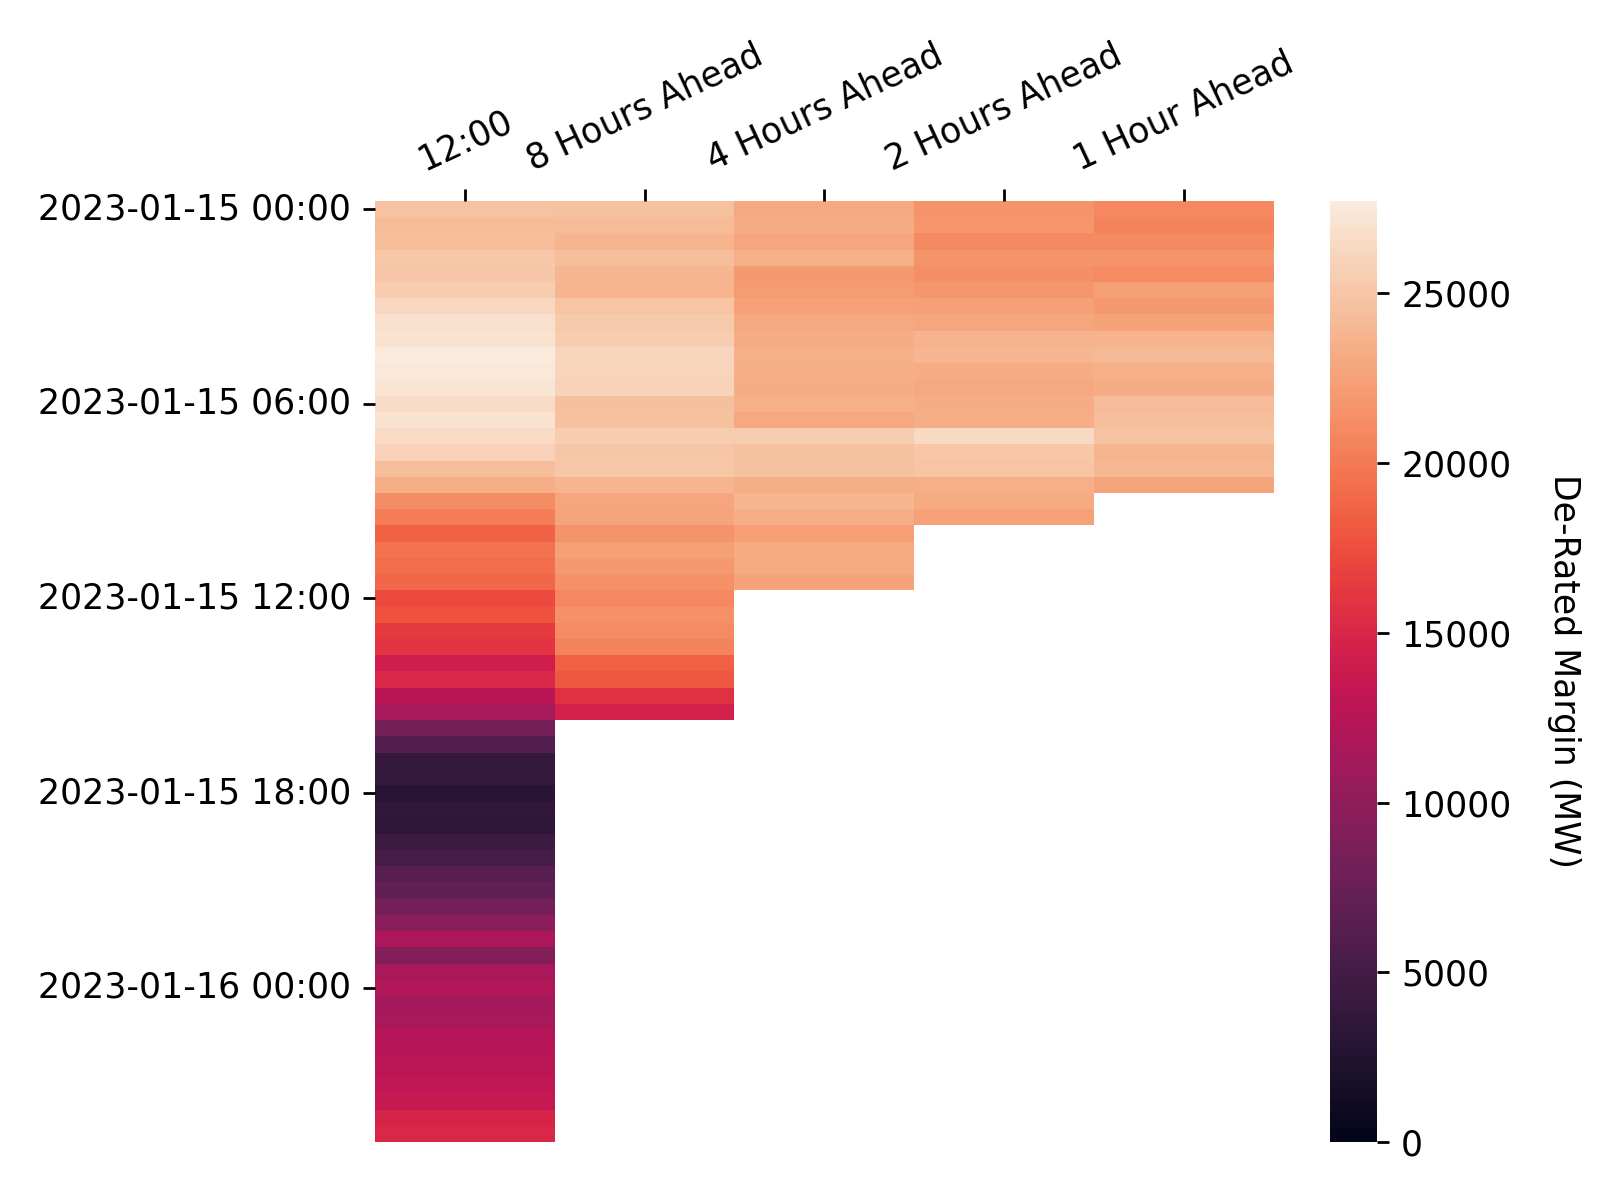 12:00
8 Hours Ahead
4 Hours Ahead
2 Hours Ahead
1 Hour Ahead
2023-01-15 00:00
2023-01-15 06:00
2023-01-15 12:00
2023-01-15 18:00
2023-01-16 00:00
25000
20000
15000
10000
5000
0
De-Rated Margin (MW)